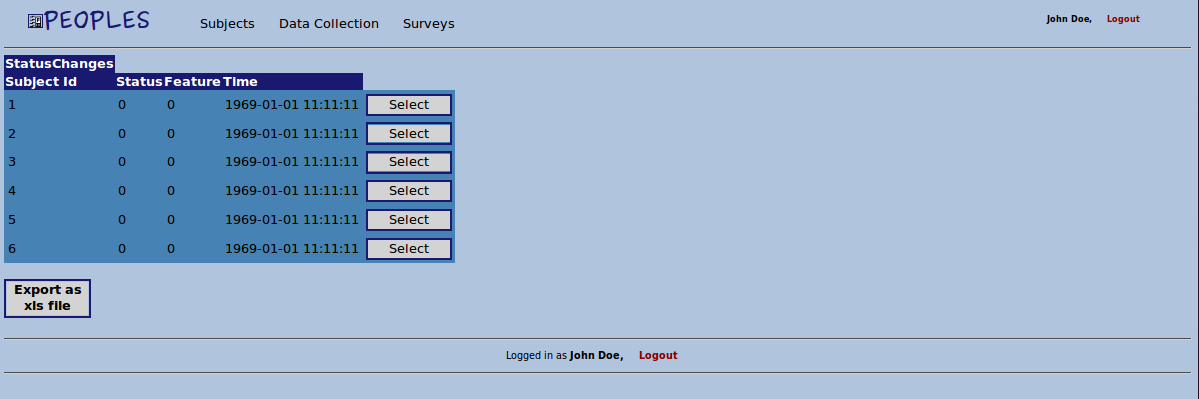 PEOPLES Subjects Data Collection Surveys John Doe, Logout
StatusChanges
Subject Id Status Feature Time
1 0 0 1969-01-01 11:11:11 Select
2 0 0 1969-01-01 11:11:11 Select
3 0 0 1969-01-01 11:11:11 Select
4 0 0 1969-01-01 11:11:11 Select
5 0 0 1969-01-01 11:11:11 Select
6 0 0 1969-01-01 11:11:11 Select
Export as
xls file
Logged in as John Doe, Logout